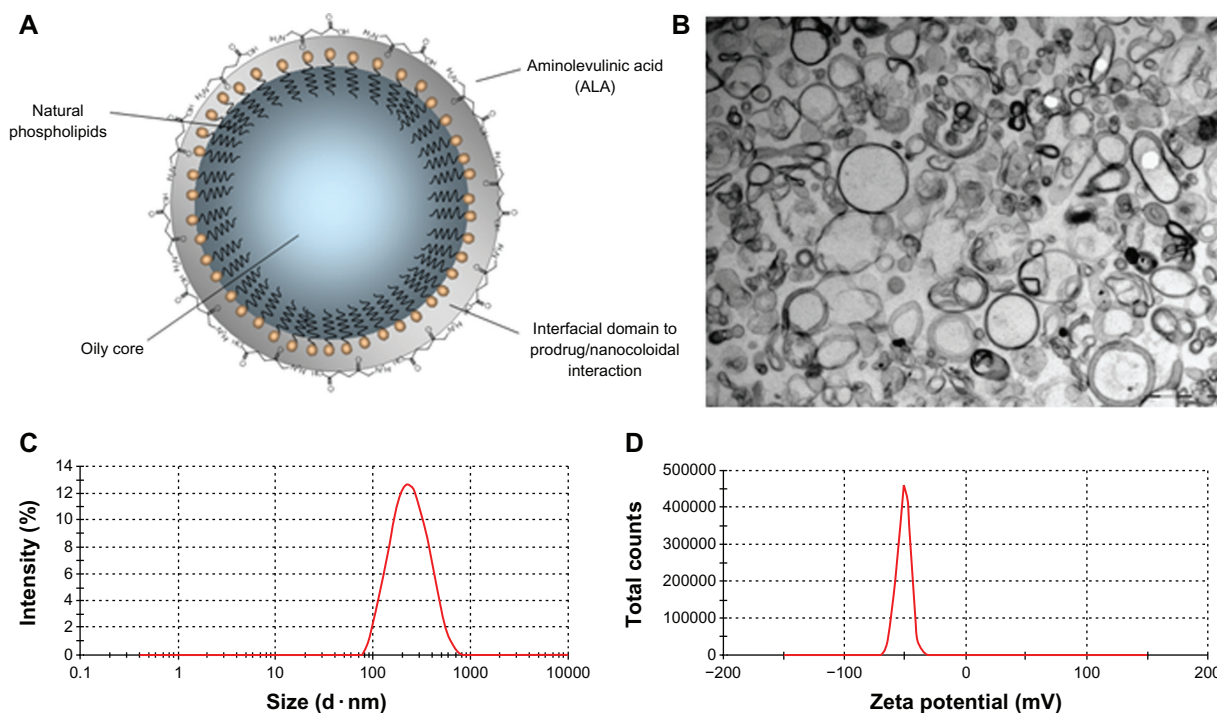 A
Natural
phospholipids
Oily core
Aminolevulinic acid
(ALA)
Interfacial domain to
prodrug/nanocoloidal
interaction
B
C
Intensity (%)
14
12
10
8
6
4
2
0
0.1
1
10
100
1000
10000
Size (d·nm)
D
Total counts
500000
400000
300000
200000
100000
0
−200
−100
0
100
200
Zeta potential (mV)